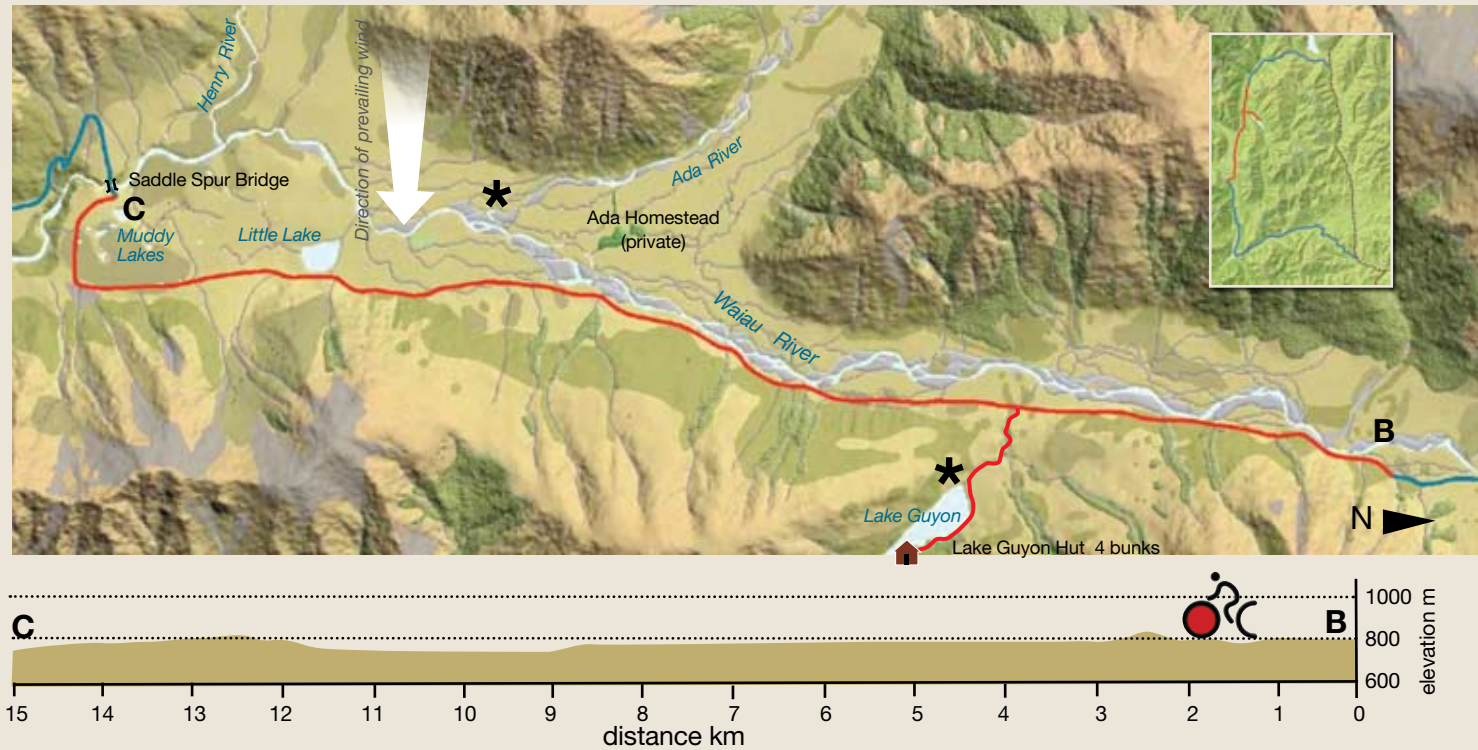 Henry River
Direction of prevailing wind
Saddle Spur Bridge
C
Muddy
Lakes
Little Lake
*
Ada River
Ada Homestead
(private)
Waiau River
B
*
Lake Guyon
Lake Guyon Hut 4 bunks
N
C
B
1000 m
800
600
elevation m
15 14 13 12 11 10 9 8 7 6 5 4 3 2 1 0
distance km